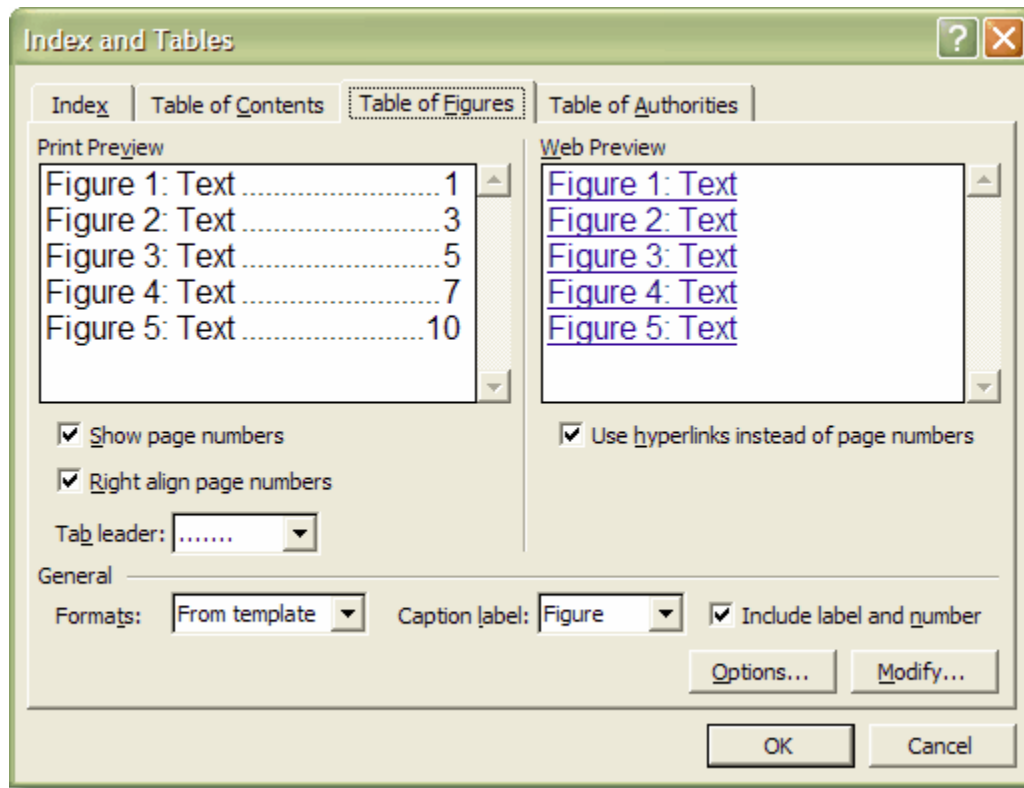 Index and Tables
Index Table of Contents Table of Figures Table of Authorities
Print Preview
Figure 1: Text ............................ 1
Figure 2: Text ............................ 3
Figure 3: Text ............................ 5
Figure 4: Text ............................ 7
Figure 5: Text .......................... 10
Show page numbers
Right align page numbers
Tab leader: .......
Web Preview
Figure 1: Text
Figure 2: Text
Figure 3: Text
Figure 4: Text
Figure 5: Text
Use hyperlinks instead of page numbers
General
Formats: From template Caption label: Figure Include label and number
Options... Modify...
OK Cancel